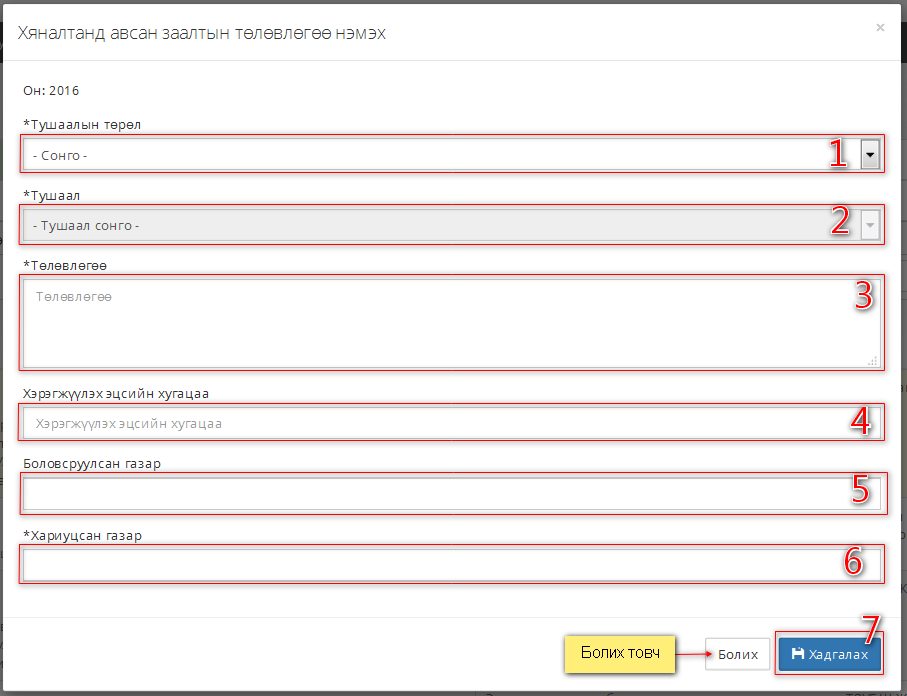 Хяналтанд авсан заалтын төлөвлөгөө нэмэх
×
Он: 2016
*Тушаалын төрөл
- Сонго -
1
*Тушаал
- Тушаал сонго -
2
*Төлөвлөгөө
Төлөвлөгөө
3
Хэрэгжүүлэх эцсийн хугацаа
Хэрэгжүүлэх эцсийн хугацаа
4
Боловсруулсан газар
5
*Хариуцсан газар
6
7
Болих товч
Болих
Хадгалах